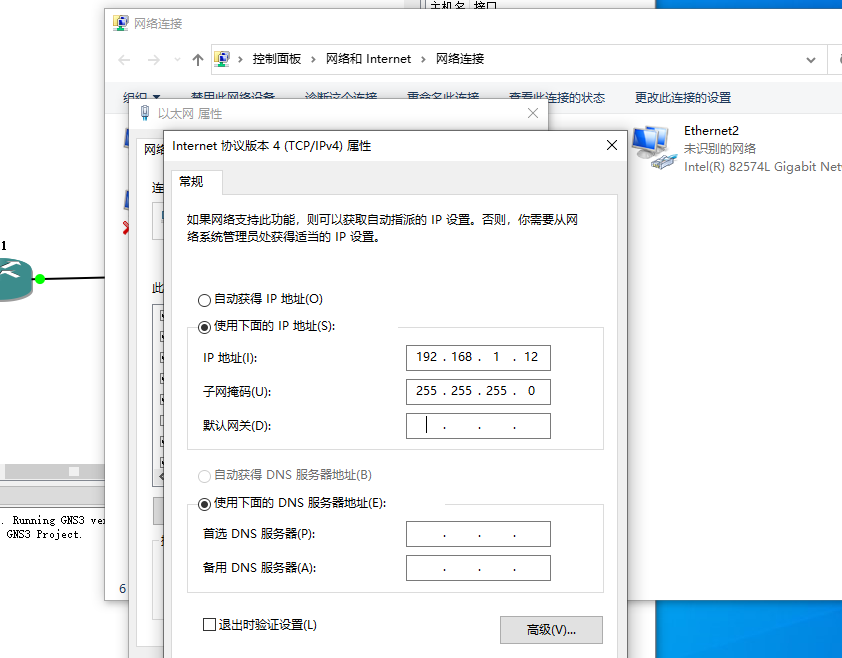 主机名 接口
网络连接
控制面板 › 网络和 Internet › 网络连接
组织 禁用此网络设备 诊断这个连接 重命名此连接 查看此连接的状态 更改此连接的设置
以太网 属性
Ethernet2
未识别的网络
Intel(R) 82574L Gigabit Net
网络
连
此
Internet 协议版本 4 (TCP/IPv4) 属性
常规
如果网络支持此功能，则可以获取自动指派的 IP 设置。否则，你需要从网
络系统管理员处获得适当的 IP 设置。
1
自动获得 IP 地址(O)
使用下面的 IP 地址(S):
IP 地址(I): 192 . 168 . 1 . 12
子网掩码(U): 255 . 255 . 255 . 0
默认网关(D): . . .
自动获得 DNS 服务器地址(B)
使用下面的 DNS 服务器地址(E):
首选 DNS 服务器(P): . . .
备用 DNS 服务器(A): . . .
退出时验证设置(L)
高级(V)...
. Running GNS3 ver
GNS3 Project.
6